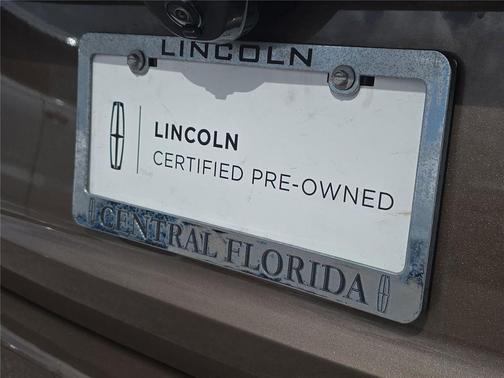 LINCOLN
LINCOLN
CERTIFIED PRE-OWNED
CENTRAL FLORIDA